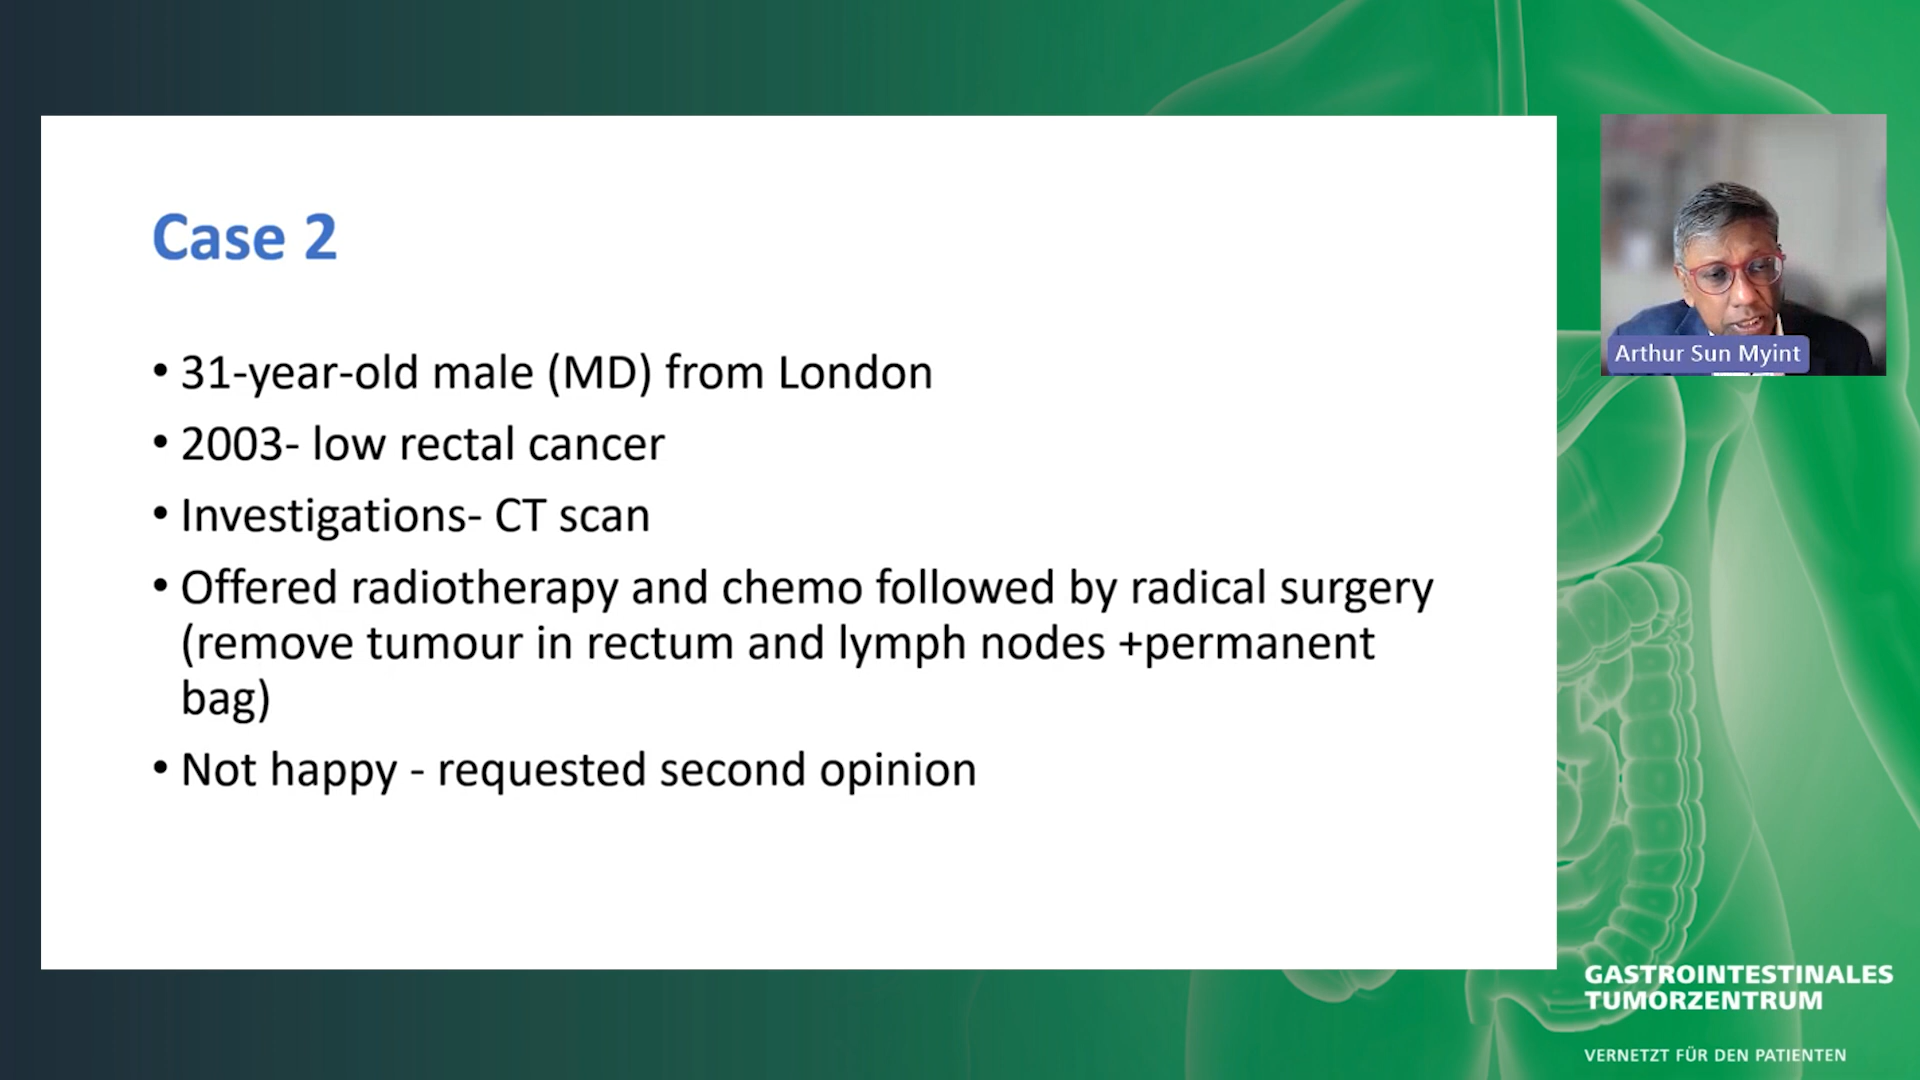 Case 2
• 31-year-old male (MD) from London
• 2003- low rectal cancer
• Investigations- CT scan
• Offered radiotherapy and chemo followed by radical surgery
(remove tumour in rectum and lymph nodes +permanent
bag)
• Not happy - requested second opinion
Arthur Sun Myint
GASTROINTESTINALES
TUMORZENTRUM
VERNETZT FÜR DEN PATIENTEN